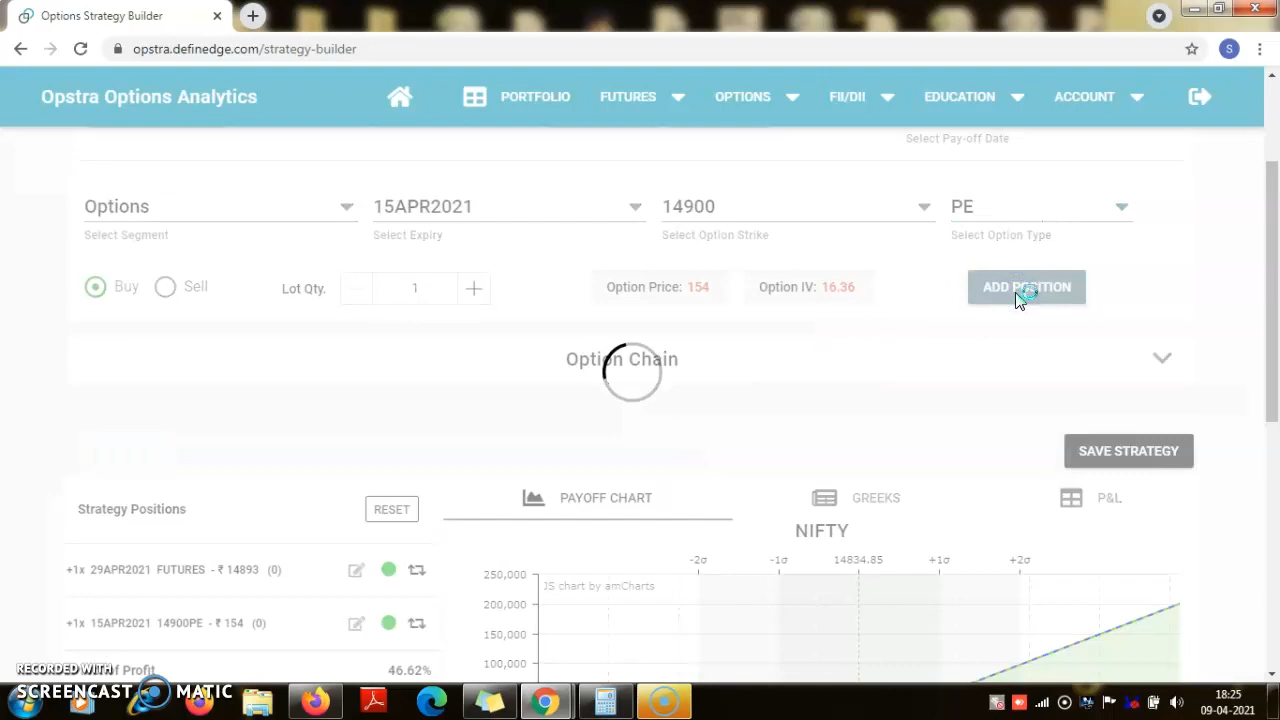 Options Strategy Builder
opstra.definedge.com/strategy-builder
S
Opstra Options Analytics
PORTFOLIO
FUTURES
OPTIONS
FII/DII
EDUCATION
ACCOUNT
Select Pay-off Date
Options
15APR2021
14900
PE
Select Segment
Select Expiry
Select Option Strike
Select Option Type
Buy
Sell
Lot Qty.
1
Option Price: 154
Option IV: 16.36
ADD POSITION
Option Chain
SAVE STRATEGY
Strategy Positions
RESET
PAYOFF CHART
GREEKS
P&L
NIFTY
-2σ -1σ 14834.85 +1σ +2σ
+1x 29APR2021 FUTURES - ₹ 14893 (0)
+1x 15APR2021 14900PE - ₹ 154 (0)
of Profit
46.62%
250,000
JS chart by amCharts
200,000
150,000
100,000
RECORDED WITH
SCREENCAST MATIC
18:25
09-04-2021